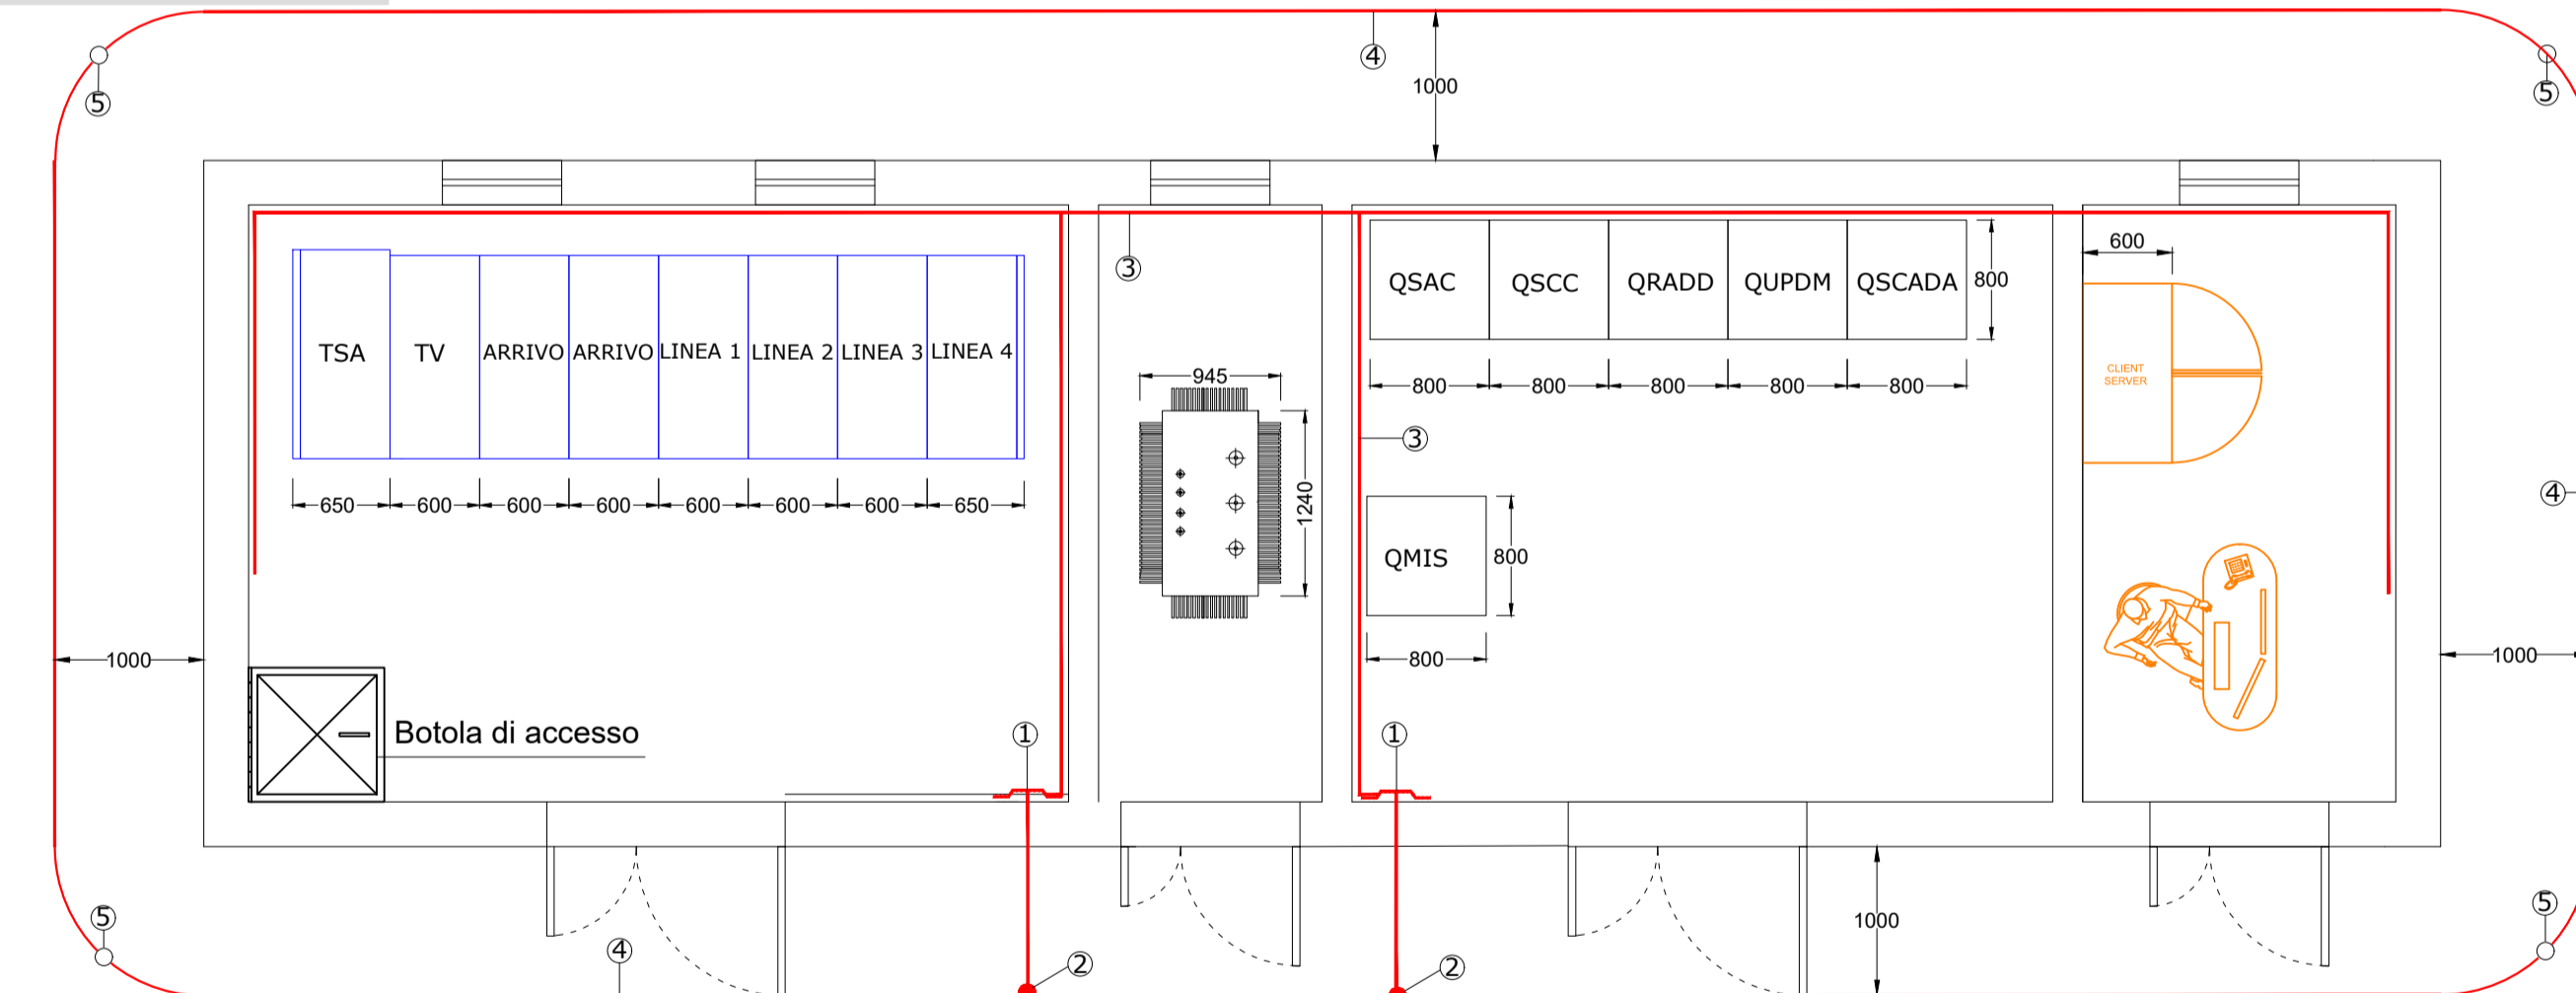 ④
⑤
⑤
1000
600
③
QSAC
QSCC
QRADD
QUPDM
QSCADA
800
TSA
TV
ARRIVO
ARRIVO
LINEA 1
LINEA 2
LINEA 3
LINEA 4
CLIENT
SERVER
945
800
800
800
800
800
③
④
650
600
600
600
600
600
600
650
1240
QMIS
800
1000
800
1000
Botola di accesso
①
①
⑤
⑤
1000
④
②
②